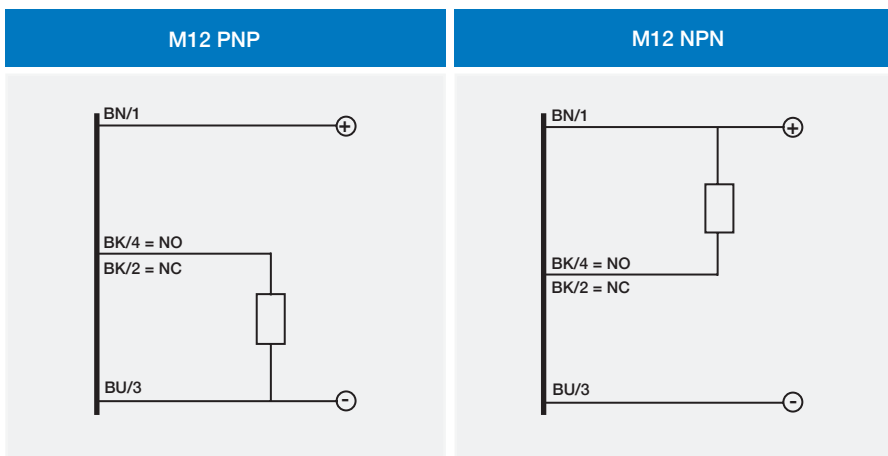 M12 PNP
BN/1
+
BK/4 = NO
BK/2 = NC
BU/3
-
M12 NPN
BN/1
+
BK/4 = NO
BK/2 = NC
BU/3
-